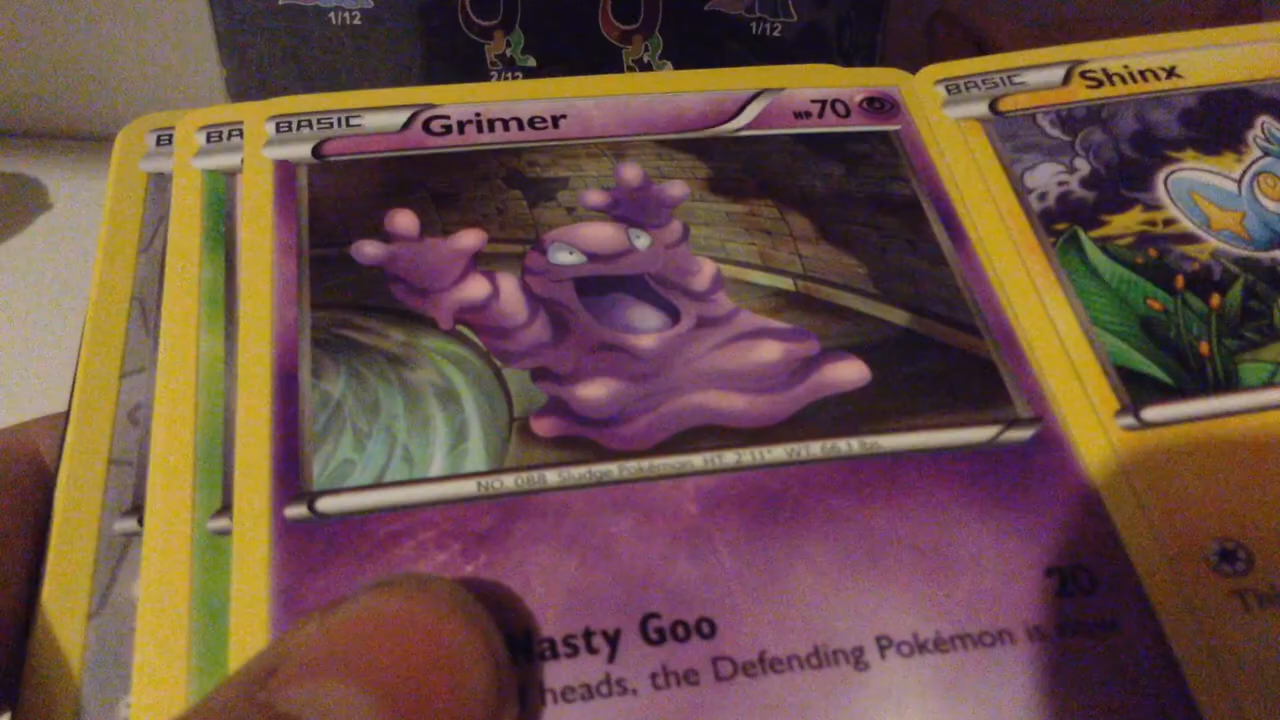 1/12
2/12
1/12
B
BA
BASIC
Grimer
HP70
BASIC
Shinx
NO. 088 Sludge Pokémon HT 2'11" WT 66.1 lbs.
Nasty Goo
20
heads, the Defending Pokémon is